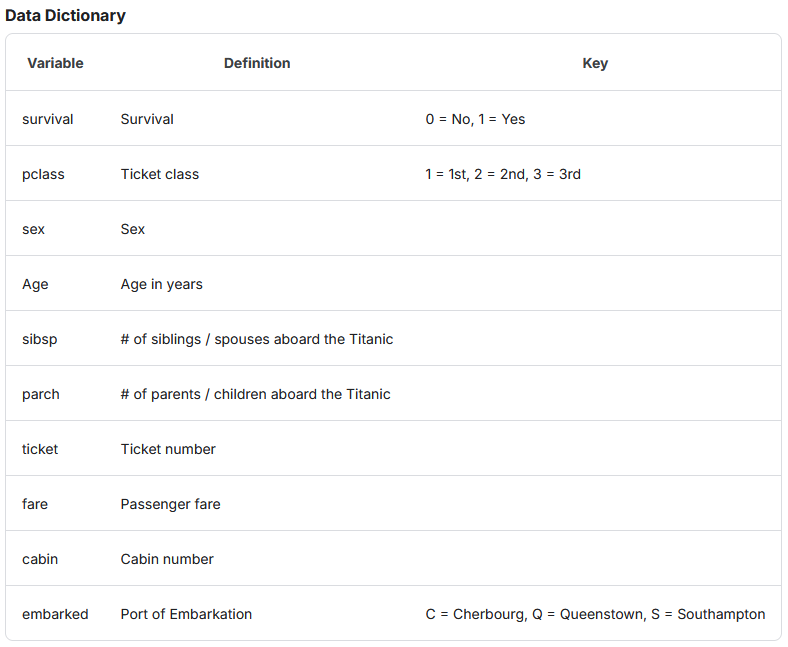 Data Dictionary
Variable Definition Key
survival Survival 0 = No, 1 = Yes
pclass Ticket class 1 = 1st, 2 = 2nd, 3 = 3rd
sex Sex
Age Age in years
sibsp # of siblings / spouses aboard the Titanic
parch # of parents / children aboard the Titanic
ticket Ticket number
fare Passenger fare
cabin Cabin number
embarked Port of Embarkation C = Cherbourg, Q = Queenstown, S = Southampton